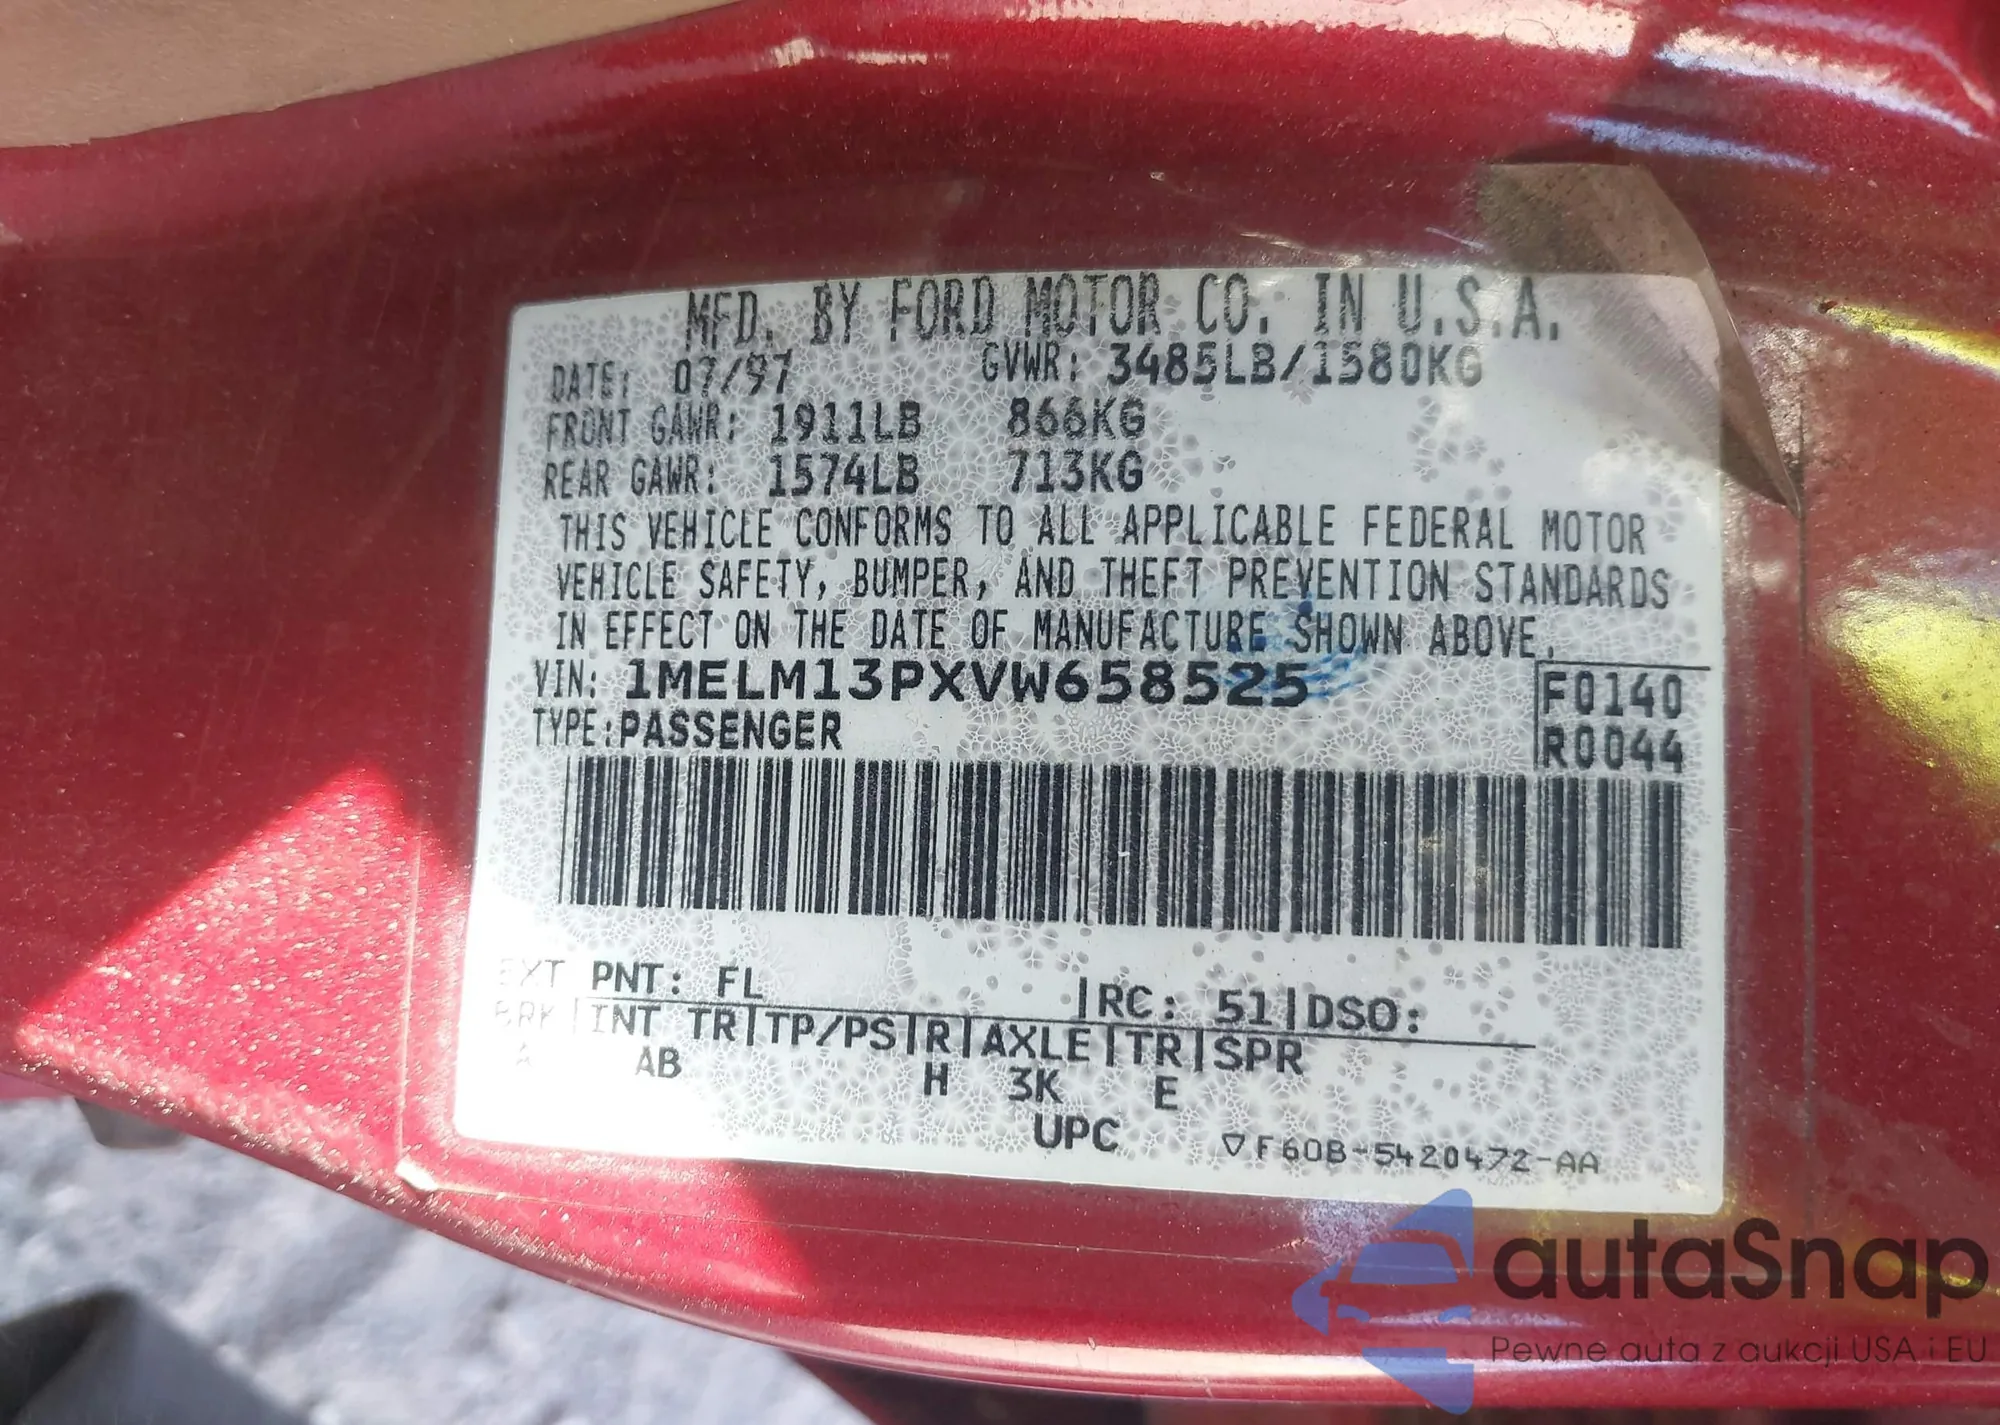 MFD. BY FORD MOTOR CO. IN U.S.A.
DATE: 07/97 GVWR: 3485LB/1580KG
FRONT GAWR: 1911LB 866KG
REAR GAWR: 1574LB 713KG
THIS VEHICLE CONFORMS TO ALL APPLICABLE FEDERAL MOTOR
VEHICLE SAFETY, BUMPER, AND THEFT PREVENTION STANDARDS
IN EFFECT ON THE DATE OF MANUFACTURE SHOWN ABOVE.
VIN: 1MELM13PXVW658525 F0140
TYPE:PASSENGER R0044
EXT PNT: FL |RC: 51|DSO:
BRK |INT TR|TP/PS|R|AXLE|TR|SPR
A AB H 3K E
UPC ▽F60B-5420472-AA
autaSnap
Pewne auta z aukcji USA i EU